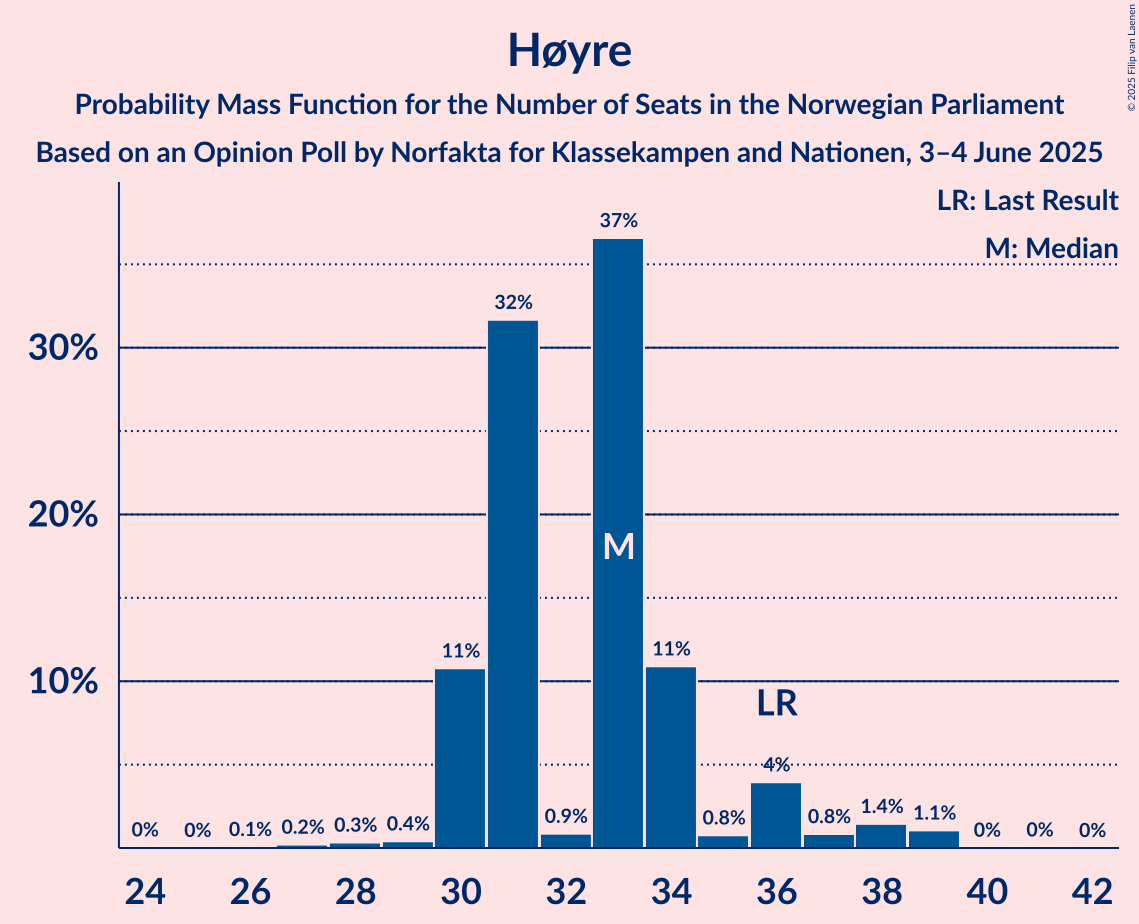 Høyre
Probability Mass Function for the Number of Seats in the Norwegian Parliament
Based on an Opinion Poll by Norfakta for Klassekampen and Nationen, 3–4 June 2025
© 2025 Filip van Laenen
LR: Last Result
M: Median
37%
32%
30%
20%
M
11%
11%
10%
LR
4%
0%
0%
0.1%
0.2%
0.3%
0.4%
0.9%
0.8%
0.8%
1.4%
1.1%
0%
0%
0%
24 26 28 30 32 34 36 38 40 42